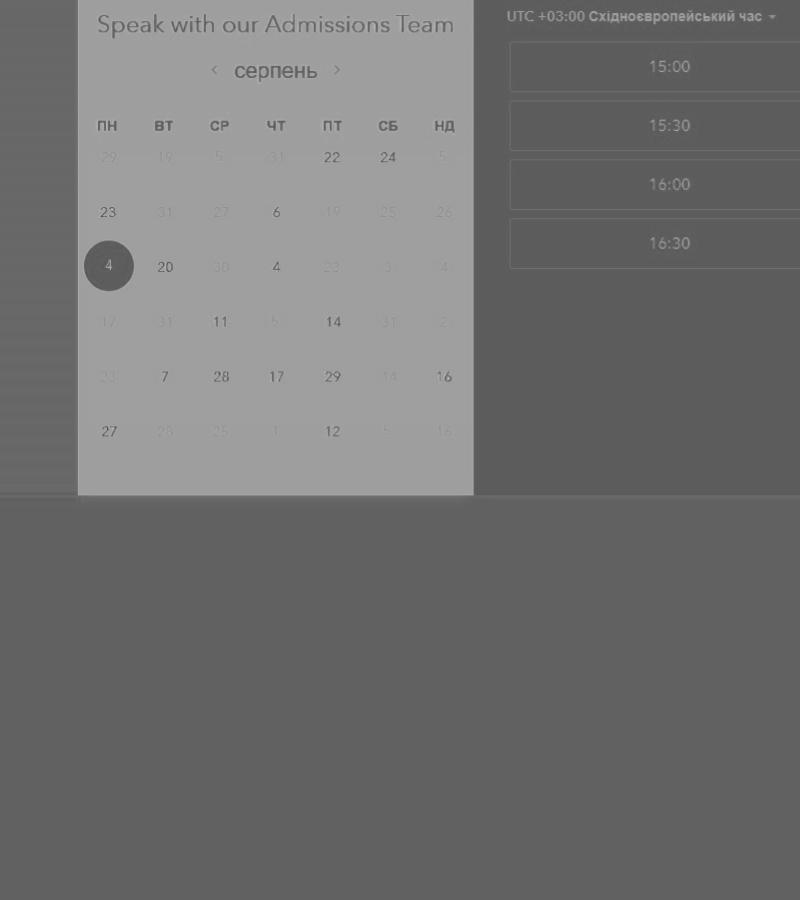 Speak with our Admissions Team
серпень
ПН ВТ СР ЧТ ПТ СБ НД
29 19 5 31 22 24 5
23 31 27 6 19 25 26
4 20 30 4 23 3 4
17 31 11 5 14 31 2
23 7 28 17 29 14 16
27 28 25 1 12 5 16
UTC +03:00 Східноєвропейський час
15:00
15:30
16:00
16:30